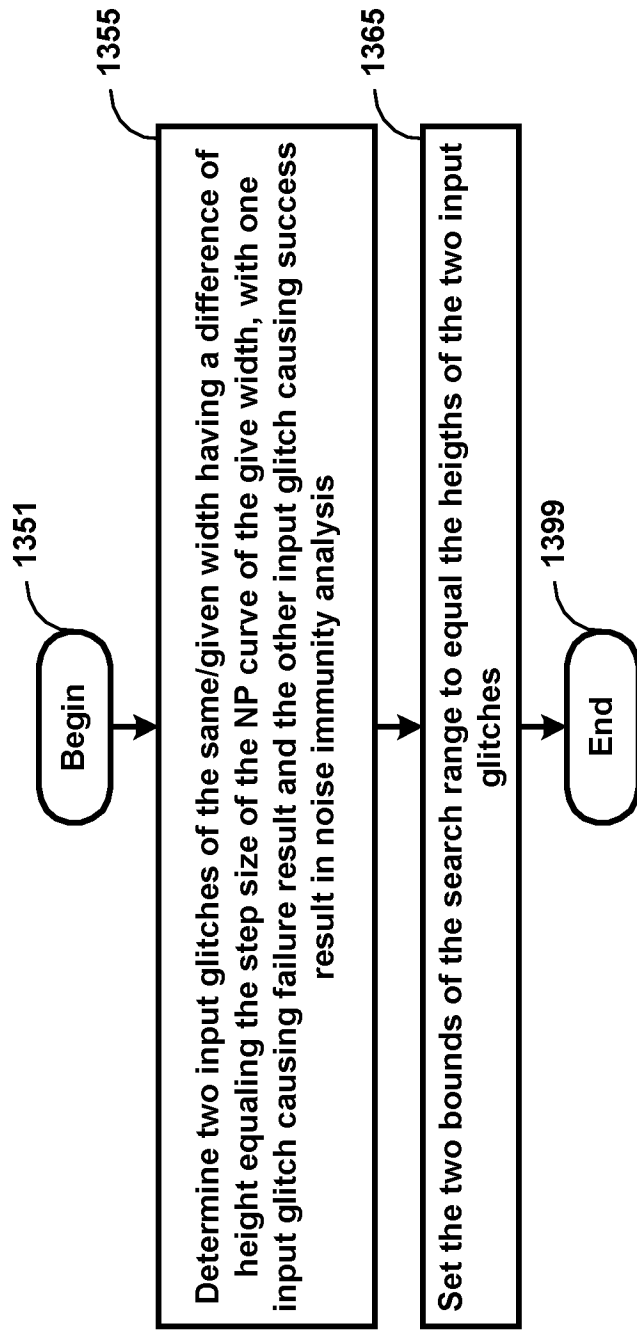 1351
Begin
1355
Determine two input glitches of the same/given width having a difference of
height equaling the step size of the NP curve of the give width, with one
input glitch causing failure result and the other input glitch causing success
result in noise immunity analysis
1365
Set the two bounds of the search range to equal the heigths of the two input
glitches
1399
End